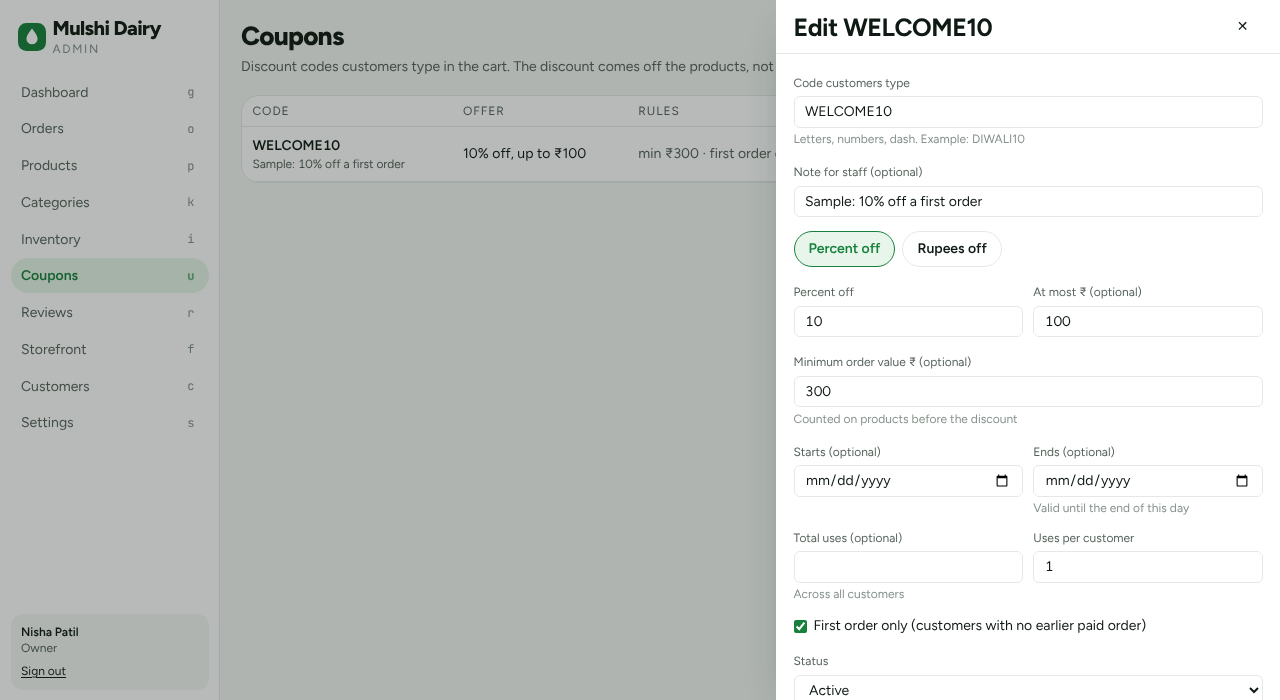 Mulshi Dairy
ADMIN
Dashboard g
Orders o
Products p
Categories k
Inventory i
Coupons u
Reviews r
Storefront f
Customers c
Settings s
Nisha Patil
Owner
Sign out
Coupons
Discount codes customers type in the cart. The discount comes off the products, not
CODE OFFER RULES
WELCOME10 10% off, up to ₹100 min ₹300 · first order
Sample: 10% off a first order
Edit WELCOME10 ×
Code customers type
WELCOME10
Letters, numbers, dash. Example: DIWALI10
Note for staff (optional)
Sample: 10% off a first order
Percent off Rupees off
Percent off At most ₹ (optional)
10 100
Minimum order value ₹ (optional)
300
Counted on products before the discount
Starts (optional) Ends (optional)
mm/dd/yyyy mm/dd/yyyy
Valid until the end of this day
Total uses (optional) Uses per customer
1
Across all customers
First order only (customers with no earlier paid order)
Status
Active